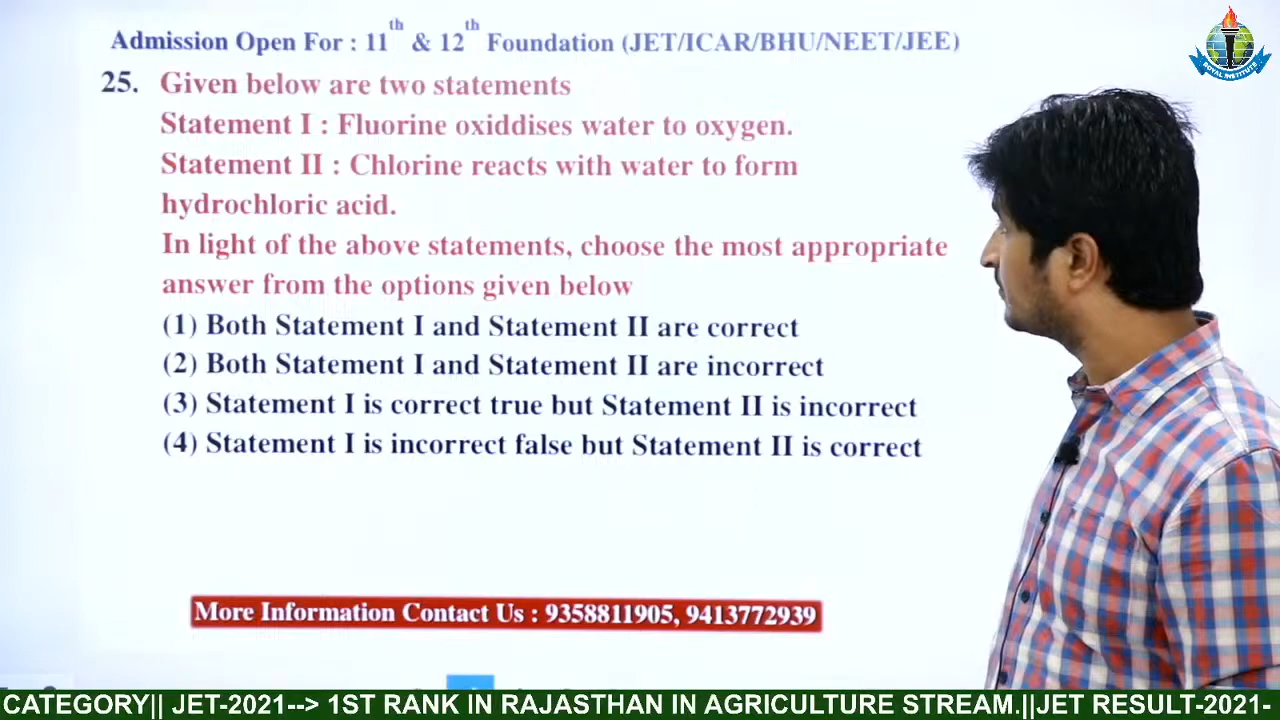 Admission Open For : 11th & 12th Foundation (JET/ICAR/BHU/NEET/JEE)
25. Given below are two statements
Statement I : Fluorine oxiddises water to oxygen.
Statement II : Chlorine reacts with water to form
hydrochloric acid.
In light of the above statements, choose the most appropriate
answer from the options given below
(1) Both Statement I and Statement II are correct
(2) Both Statement I and Statement II are incorrect
(3) Statement I is correct true but Statement II is incorrect
(4) Statement I is incorrect false but Statement II is correct
More Information Contact Us : 9358811905, 9413772939
CATEGORY|| JET-2021--> 1ST RANK IN RAJASTHAN IN AGRICULTURE STREAM.||JET RESULT-2021-